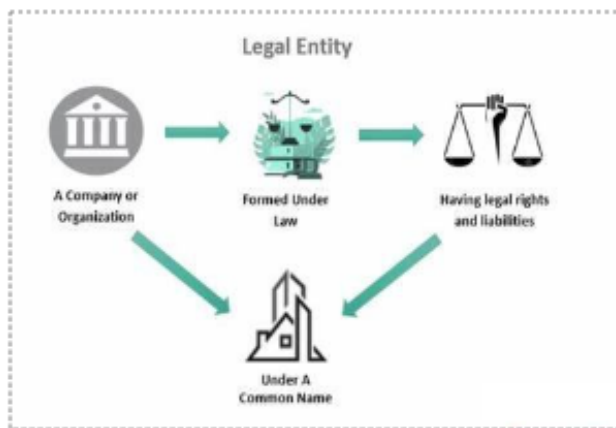 Legal Entity
A Company or
Organization
Formed Under
Law
Having legal rights
and liabilities
Under A
Common Name